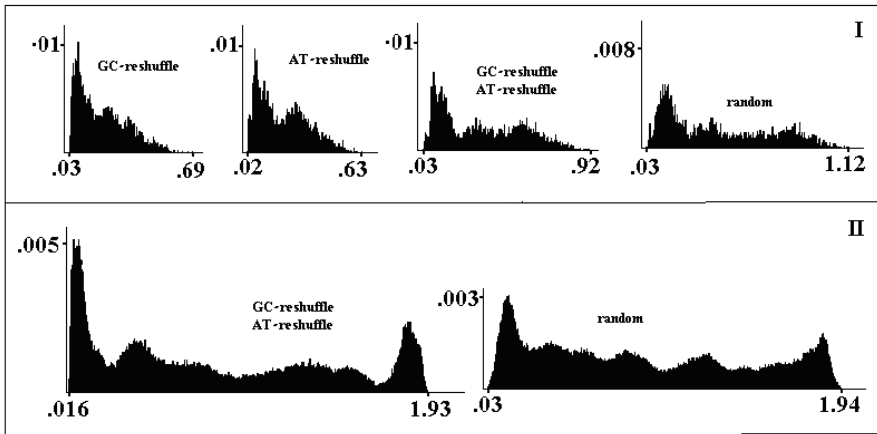 I
.01
GC-reshuffle
.03
.69
.01
AT-reshuffle
.02
.63
.01
GC-reshuffle
AT-reshuffle
.03
.92
.008
random
.03
1.12
II
.005
GC-reshuffle
AT-reshuffle
.016
1.93
.003
random
.03
1.94